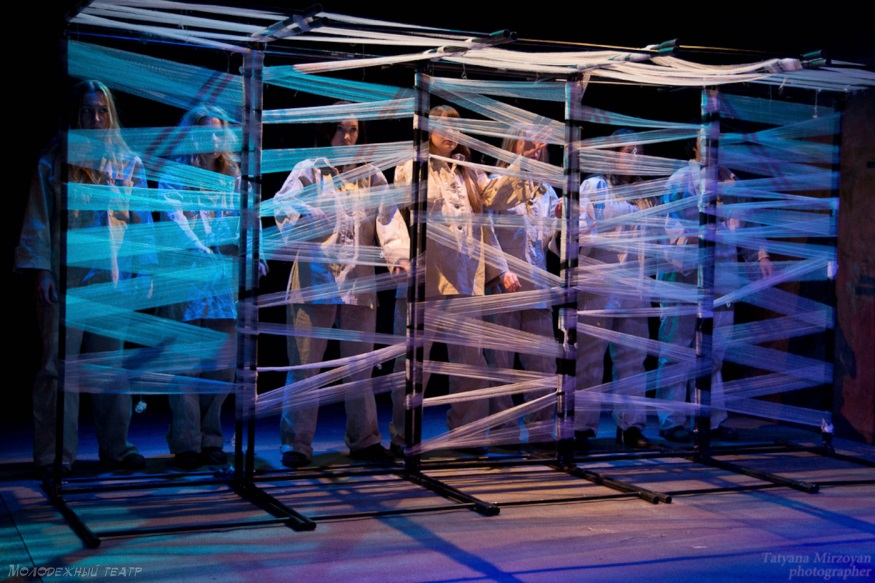 Молодежный театр
Tatyana Mirzoyan
photographer